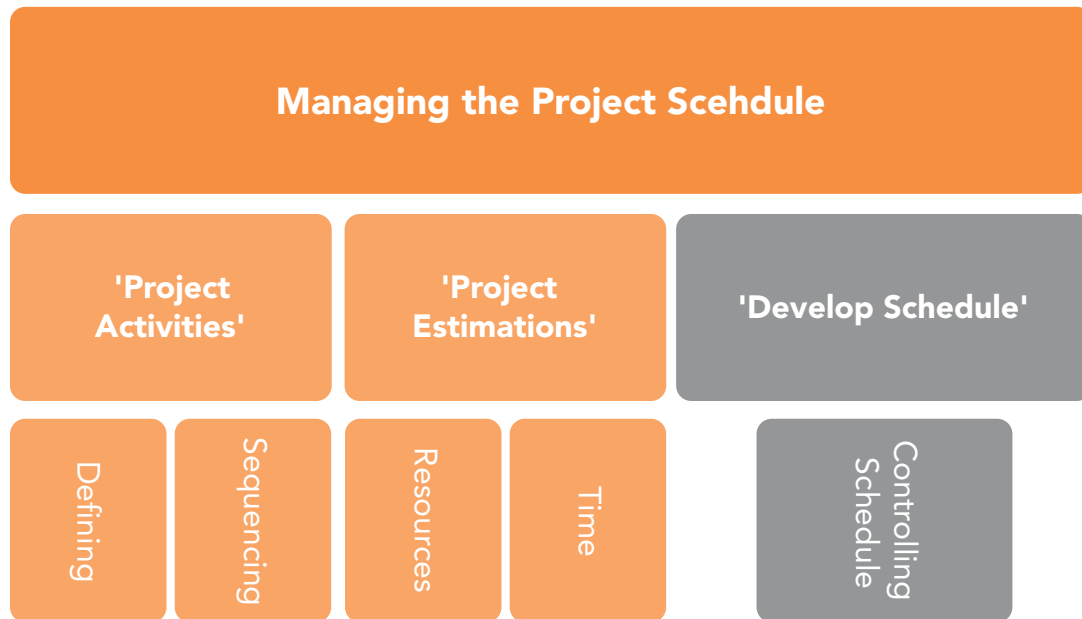 Managing the Project Scehdule
'Project
Activities'
'Project
Estimations'
'Develop Schedule'
Defining
Sequencing
Resources
Time
Controlling
Schedule